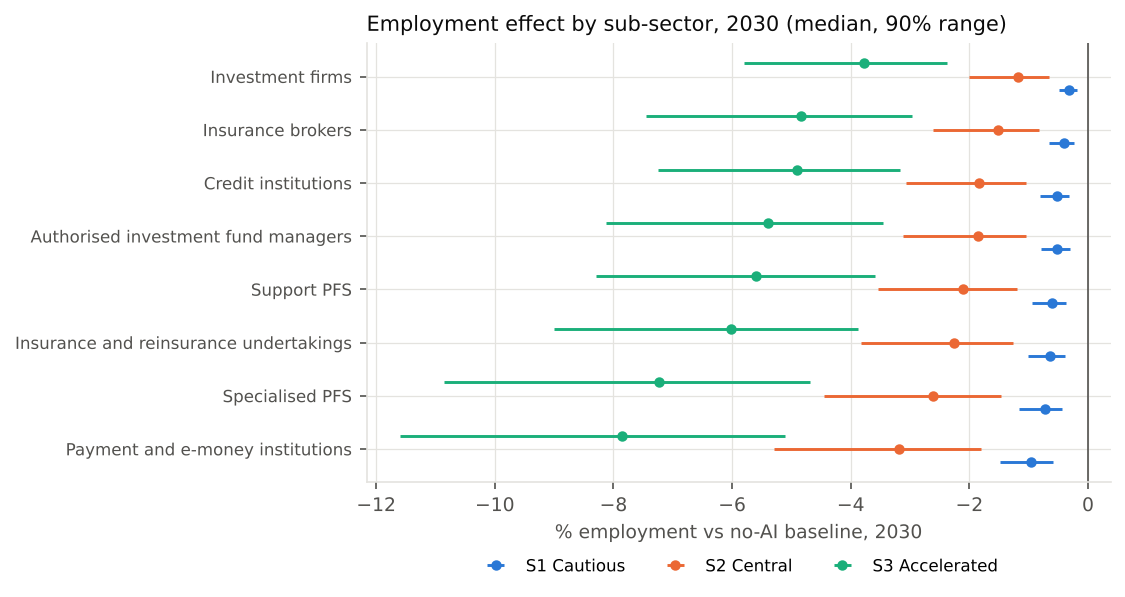 Employment effect by sub-sector, 2030 (median, 90% range)
Investment firms
Insurance brokers
Credit institutions
Authorised investment fund managers
Support PFS
Insurance and reinsurance undertakings
Specialised PFS
Payment and e-money institutions
−12 −10 −8 −6 −4 −2 0
% employment vs no-AI baseline, 2030
S1 Cautious S2 Central S3 Accelerated